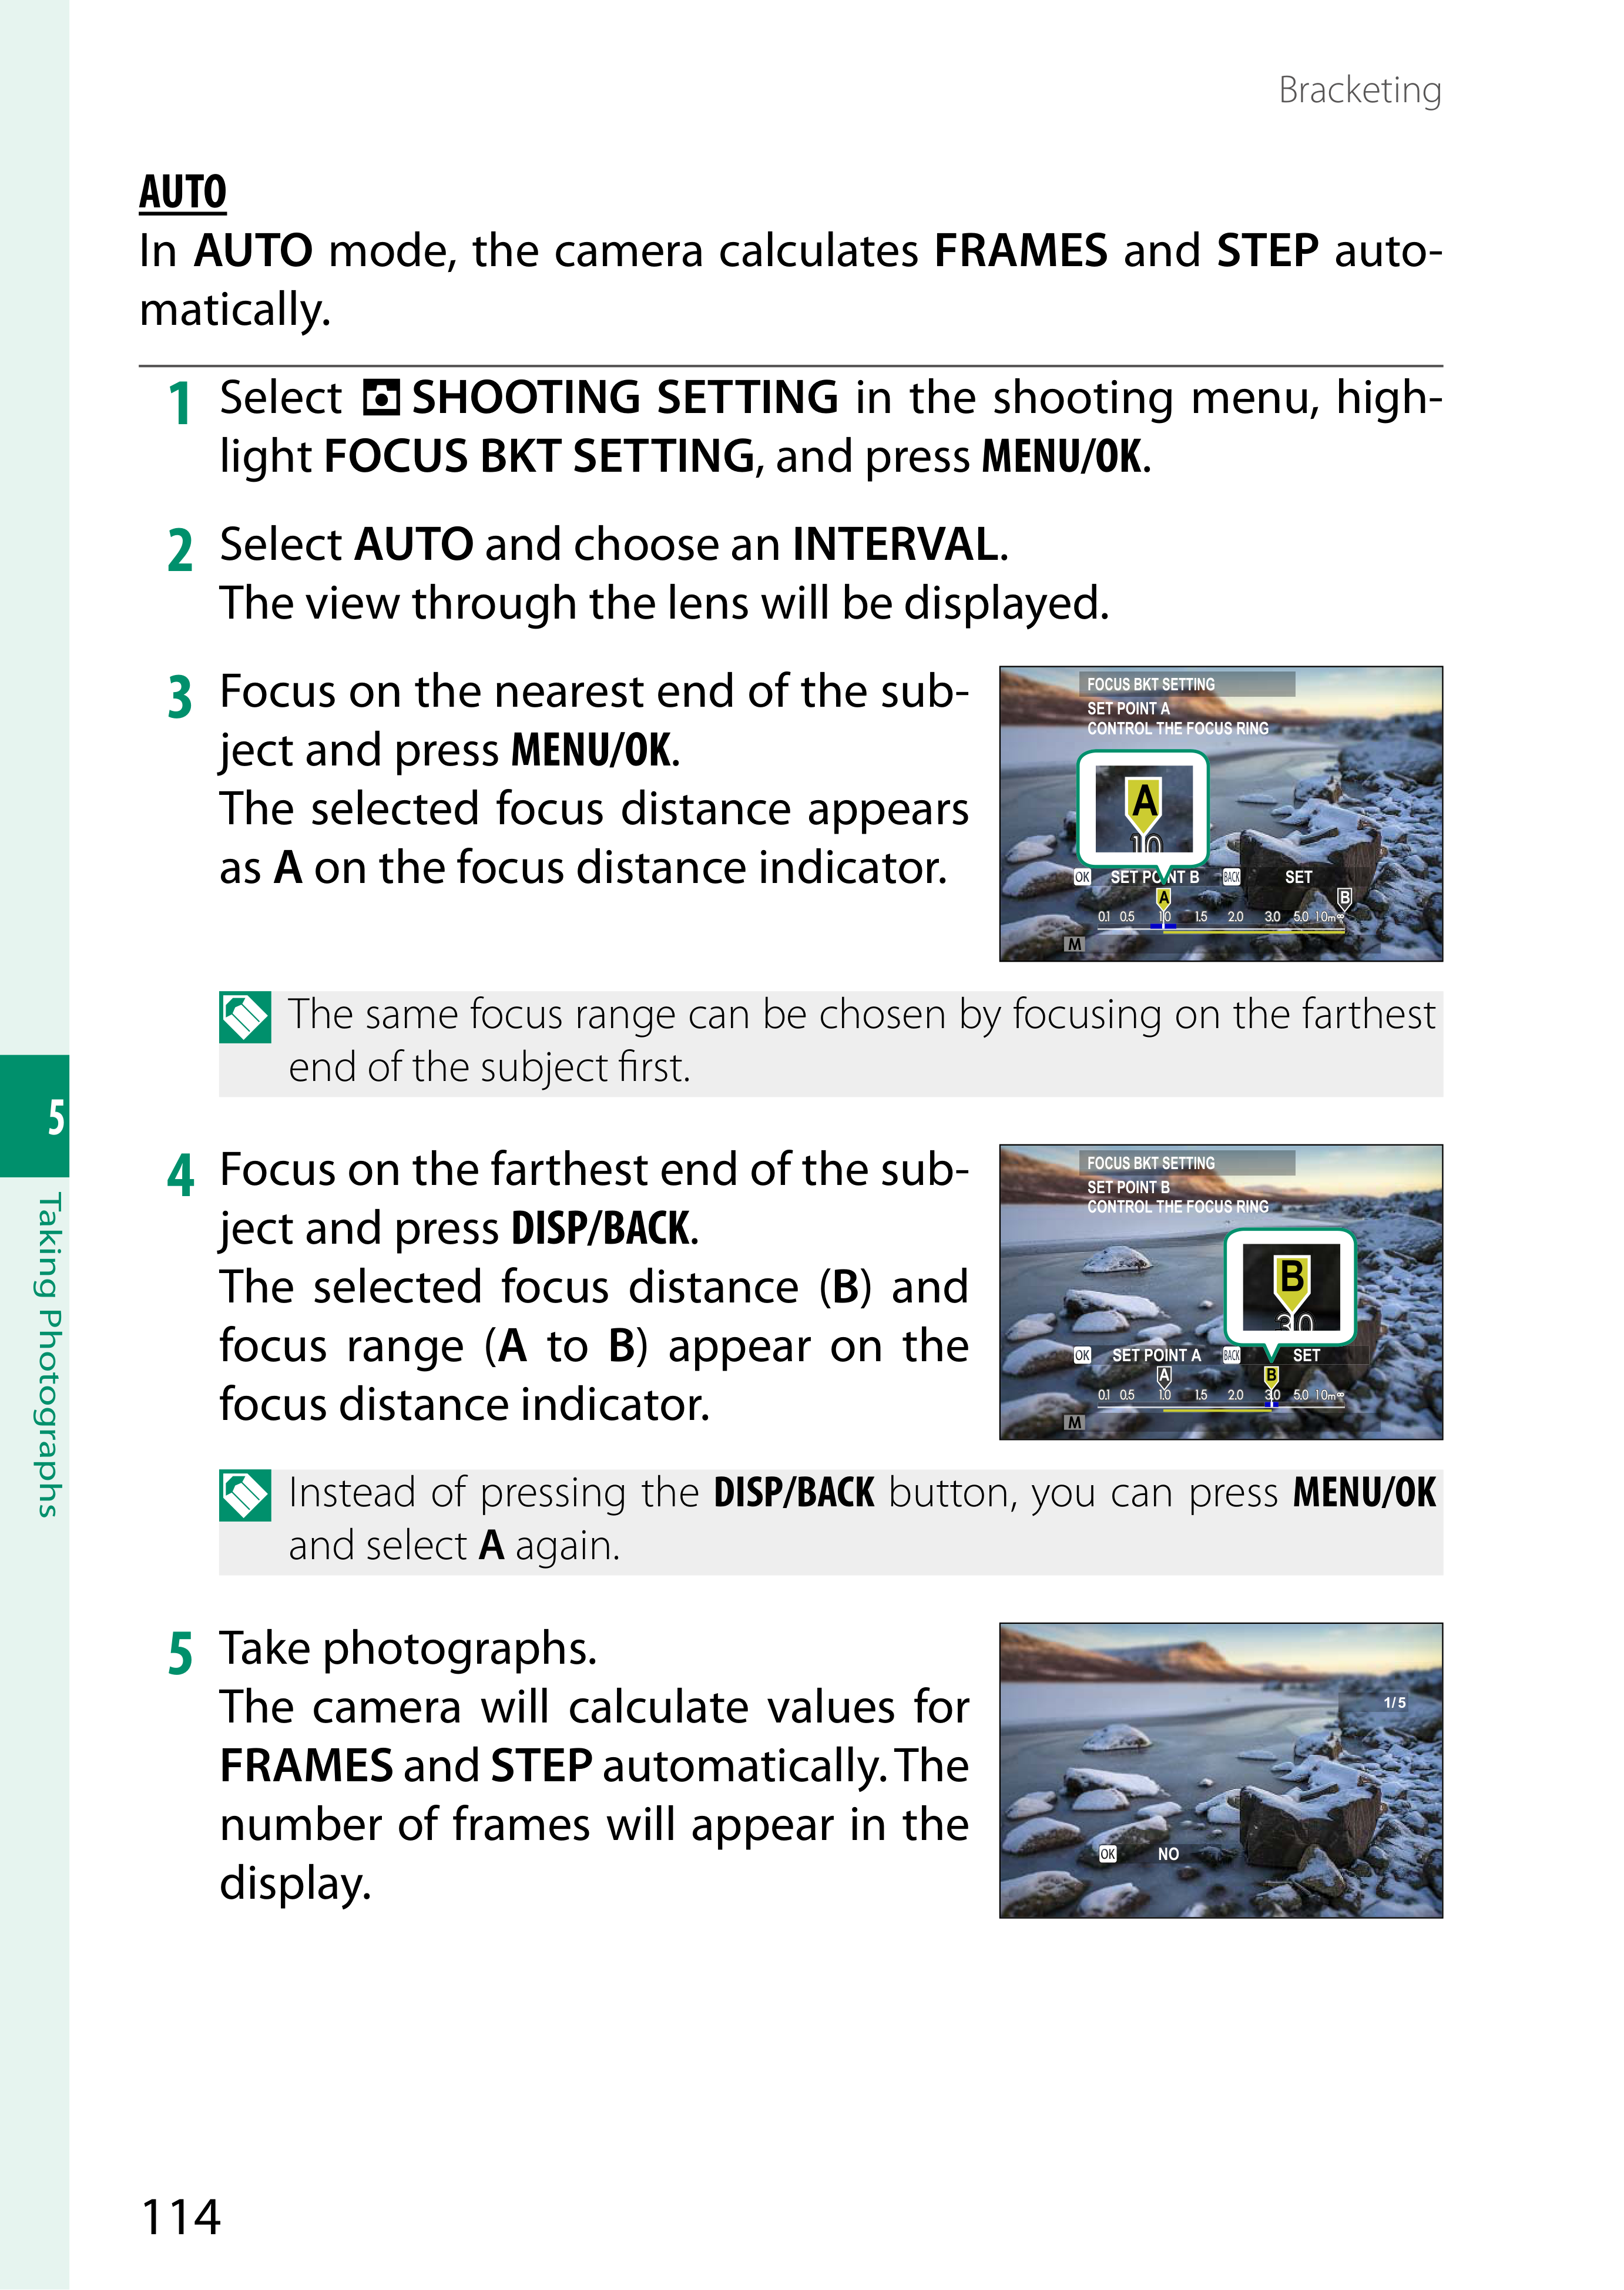 Bracketing
AUTO
In AUTO mode, the camera calculates FRAMES and STEP auto-
matically.
1 Select SHOOTING SETTING in the shooting menu, high-
light FOCUS BKT SETTING, and press MENU/OK.
2 Select AUTO and choose an INTERVAL.
The view through the lens will be displayed.
3 Focus on the nearest end of the sub-
ject and press MENU/OK.
The selected focus distance appears
as A on the focus distance indicator.
FOCUS BKT SETTING
SET POINT A
CONTROL THE FOCUS RING
A
10
OK SET POINT B BACK SET
A B
0.1 0.5 1.0 1.5 2.0 3.0 5.0 10m∞
M
The same focus range can be chosen by focusing on the farthest
end of the subject first.
4 Focus on the farthest end of the sub-
ject and press DISP/BACK.
The selected focus distance (B) and
focus range (A to B) appear on the
focus distance indicator.
FOCUS BKT SETTING
SET POINT B
CONTROL THE FOCUS RING
B
30
OK SET POINT A BACK SET
A B
0.1 0.5 1.0 1.5 2.0 3.0 5.0 10m∞
M
Instead of pressing the DISP/BACK button, you can press MENU/OK
and select A again.
5 Take photographs.
The camera will calculate values for
FRAMES and STEP automatically. The
number of frames will appear in the
display.
1/5
OK NO
5
Taking Photographs
114